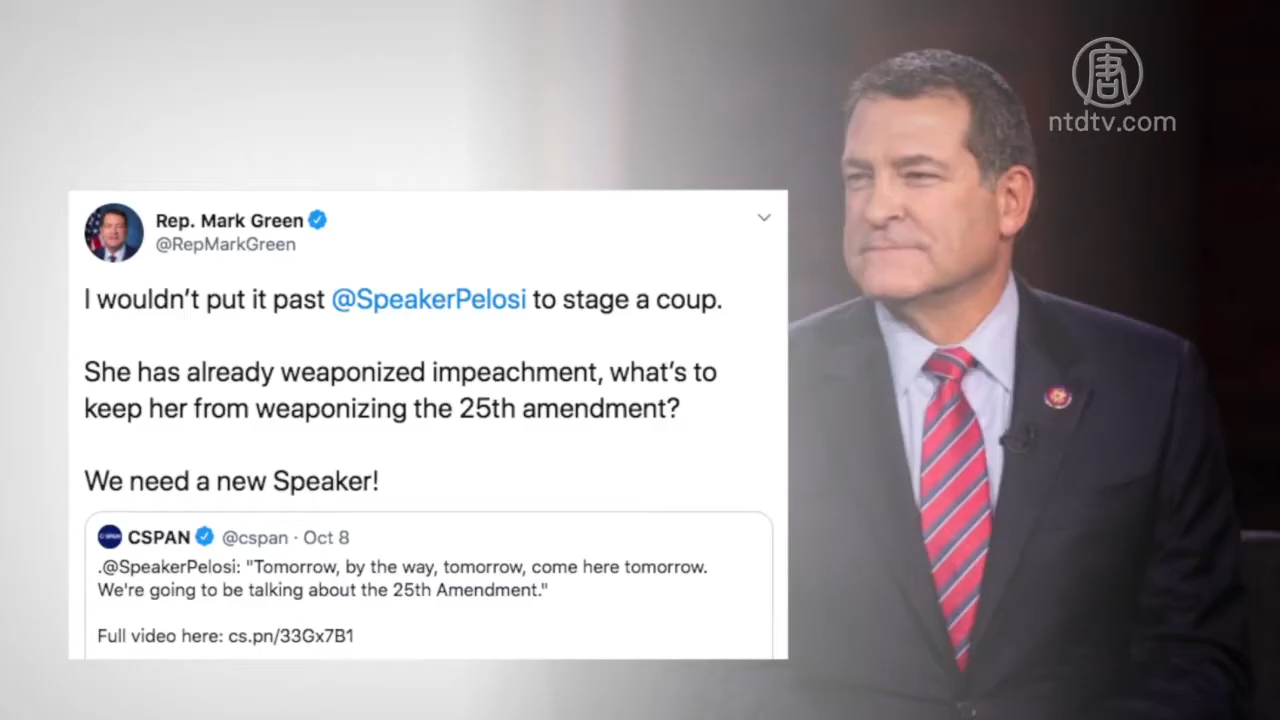 唐
ntdtv.com
Rep. Mark Green
@RepMarkGreen
I wouldn't put it past @SpeakerPelosi to stage a coup.
She has already weaponized impeachment, what's to
keep her from weaponizing the 25th amendment?
We need a new Speaker!
CSPAN @cspan · Oct 8
.@SpeakerPelosi: "Tomorrow, by the way, tomorrow, come here tomorrow.
We're going to be talking about the 25th Amendment."
Full video here: cs.pn/33Gx7B1